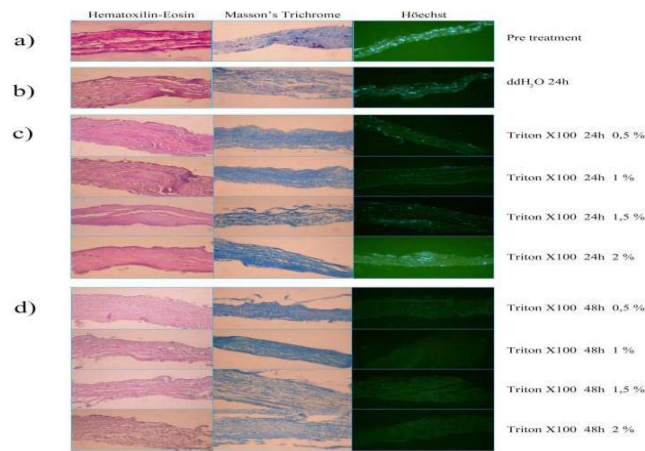 Hematoxilin-Eosin Masson's Trichrome Höechst
a) Pre treatment
b) ddH₂O 24h
c) Triton X100 24h 0,5 %
Triton X100 24h 1 %
Triton X100 24h 1,5 %
Triton X100 24h 2 %
d) Triton X100 48h 0,5 %
Triton X100 48h 1 %
Triton X100 48h 1,5 %
Triton X100 48h 2 %